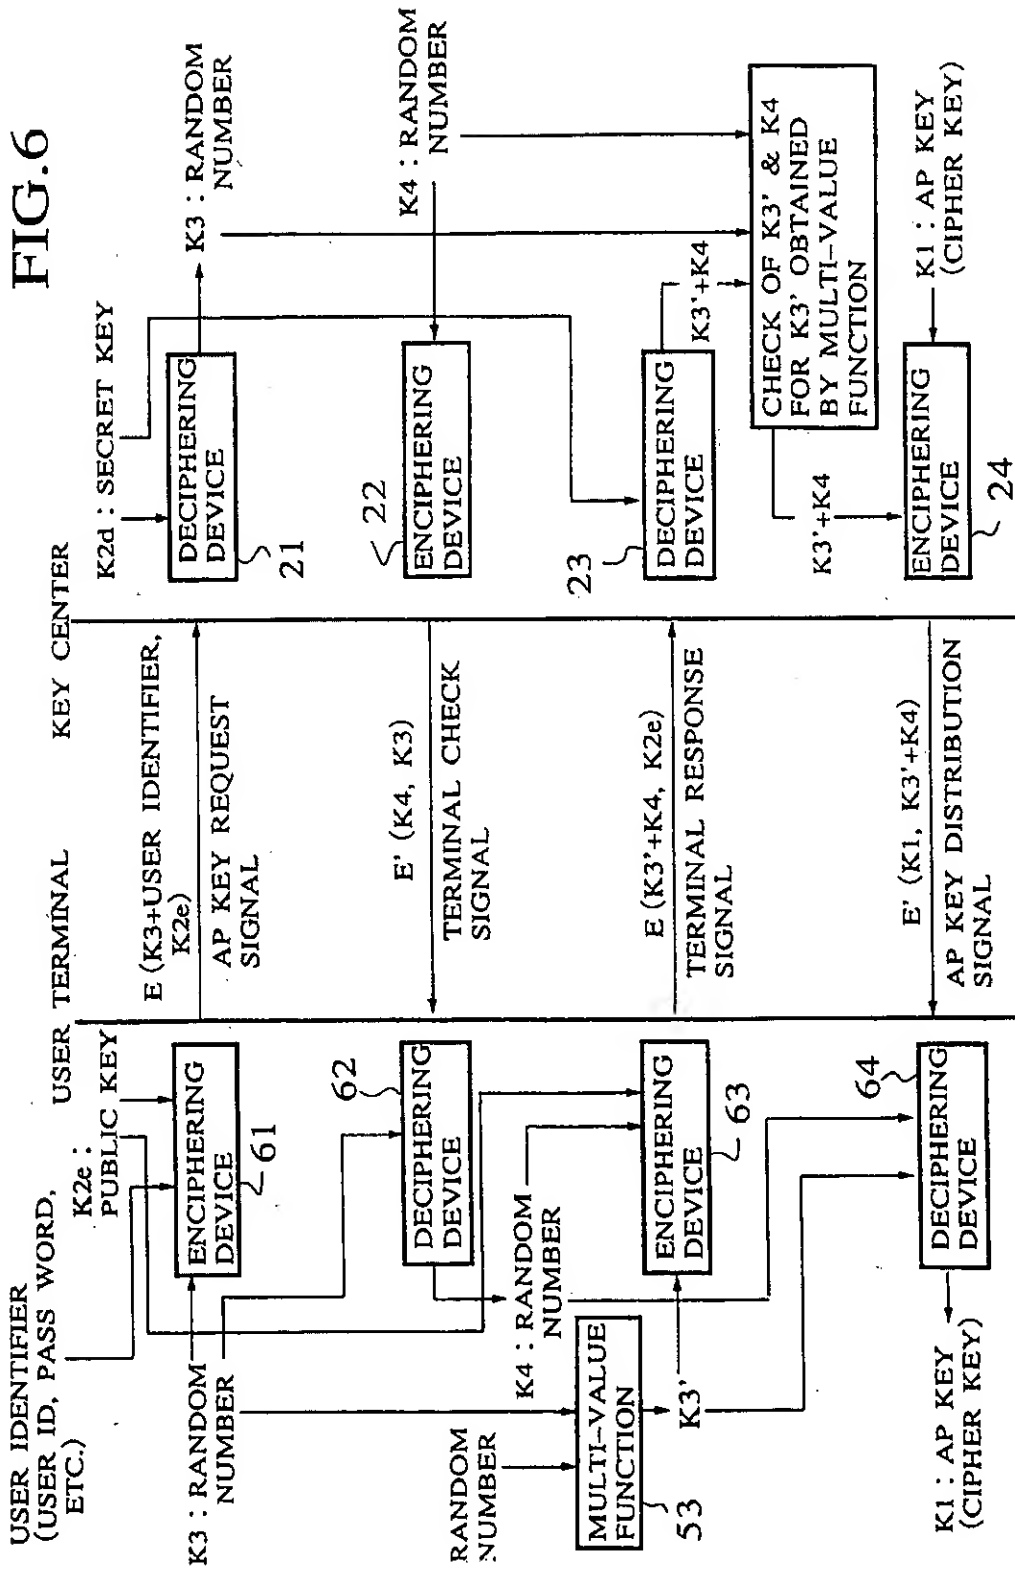 FIG.6
USER TERMINAL
KEY CENTER
USER IDENTIFIER
(USER ID, PASS WORD,
ETC.)
K2e :
PUBLIC KEY
K3 : RANDOM
NUMBER
ENCIPHERING
DEVICE
61
E (K3+USER IDENTIFIER,
K2e)
AP KEY REQUEST
SIGNAL
K2d : SECRET KEY
DECIPHERING
DEVICE
21
K3 : RANDOM
NUMBER
62
DECIPHERING
DEVICE
E' (K4, K3)
TERMINAL CHECK
SIGNAL
22
ENCIPHERING
DEVICE
K4 : RANDOM
NUMBER
RANDOM
NUMBER
K4 : RANDOM
NUMBER
MULTI-VALUE
FUNCTION
53
K3'
ENCIPHERING
DEVICE
63
E (K3'+K4, K2e)
TERMINAL RESPONSE
SIGNAL
23
DECIPHERING
DEVICE
K3'+K4
CHECK OF K3' & K4
FOR K3' OBTAINED
BY MULTI-VALUE
FUNCTION
K3'+K4
K1 : AP KEY
(CIPHER KEY)
64
DECIPHERING
DEVICE
E' (K1, K3'+K4)
AP KEY DISTRIBUTION
SIGNAL
ENCIPHERING
DEVICE
24
K1 : AP KEY
(CIPHER KEY)